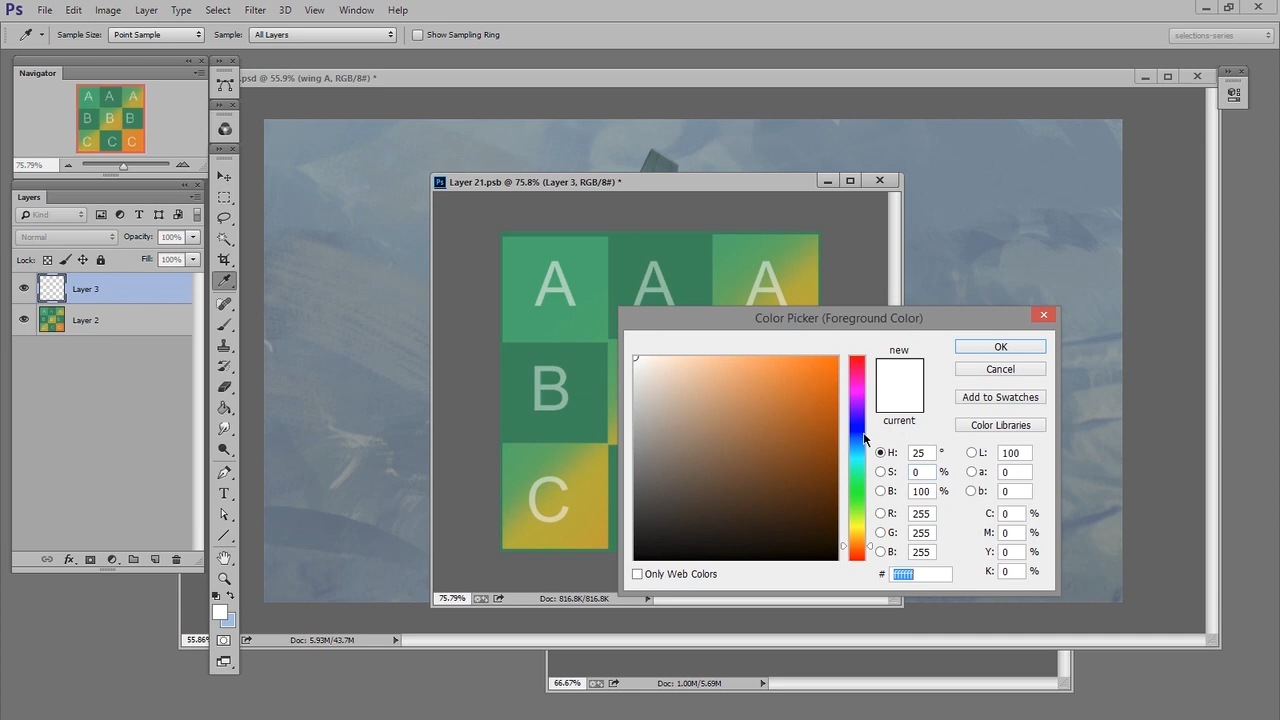 Ps File Edit Image Layer Type Select Filter 3D View Window Help
Sample Size: Point Sample Sample: All Layers Show Sampling Ring selections-series
Navigator
.psd @ 55.9% (wing A, RGB/8#) *
A A A
B B B
C C C
75.79%
Layers
Kind
Normal Opacity: 100%
Lock: Fill: 100%
Layer 3
Layer 2
T
Ps Layer 21.psb @ 75.8% (Layer 3, RGB/8#) *
A A A
B
C
75.79% Doc: 816.8K/816.8K
Color Picker (Foreground Color)
new
current
OK
Cancel
Add to Swatches
Color Libraries
H: 25 ° L: 100
S: 0 % a: 0
B: 100 % b: 0
R: 255 C: 0 %
G: 255 M: 0 %
B: 255 Y: 0 %
K: 0 %
# ffffff
Only Web Colors
55.86% Doc: 5.93M/43.7M
66.67% Doc: 1.00M/5.69M